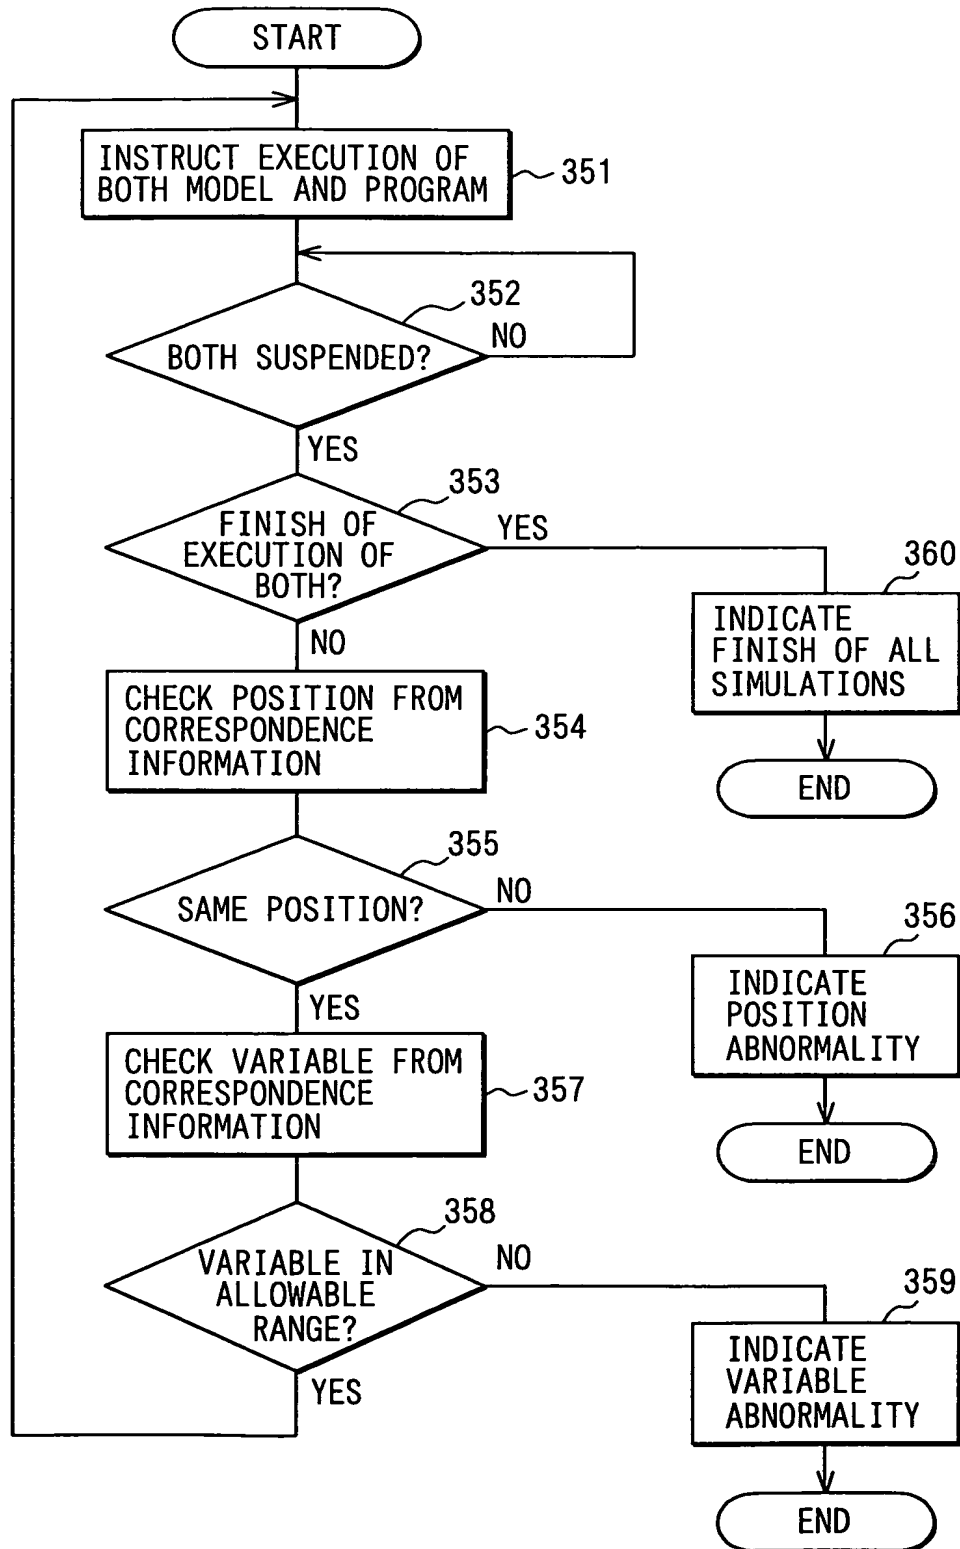 START
INSTRUCT EXECUTION OF
BOTH MODEL AND PROGRAM
351
352
BOTH SUSPENDED?
NO
YES
353
FINISH OF
EXECUTION OF
BOTH?
YES
NO
360
INDICATE
FINISH OF ALL
SIMULATIONS
END
CHECK POSITION FROM
CORRESPONDENCE
INFORMATION
354
355
SAME POSITION?
NO
YES
356
INDICATE
POSITION
ABNORMALITY
END
CHECK VARIABLE FROM
CORRESPONDENCE
INFORMATION
357
358
VARIABLE IN
ALLOWABLE
RANGE?
NO
YES
359
INDICATE
VARIABLE
ABNORMALITY
END